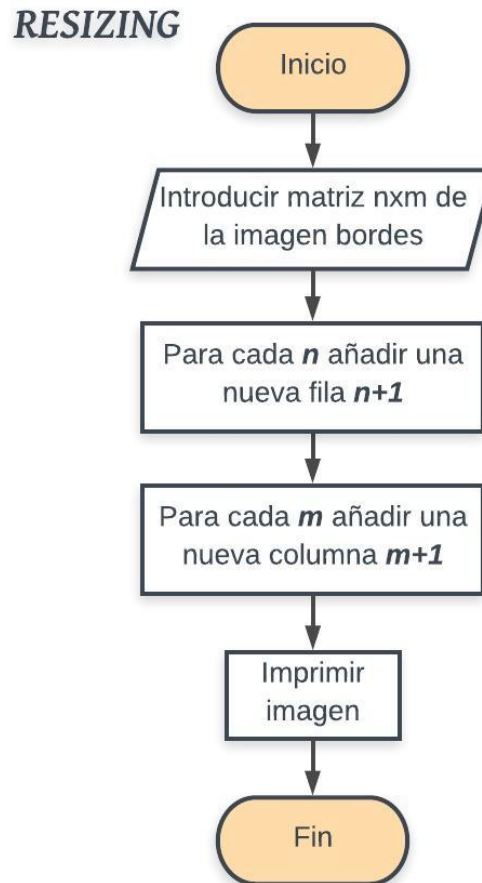 RESIZING
Inicio
Introducir matriz nxm de
la imagen bordes
Para cada n añadir una
nueva fila n+1
Para cada m añadir una
nueva columna m+1
Imprimir
imagen
Fin